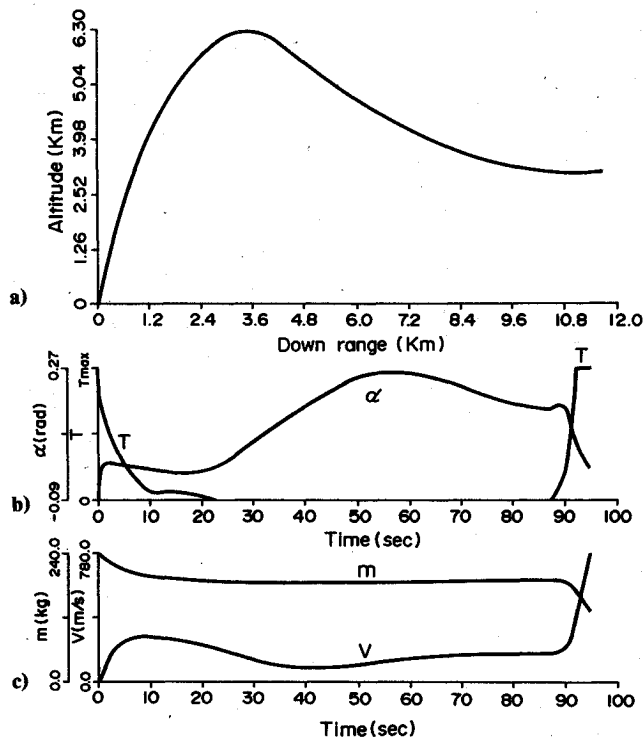 6.30
5.04
3.98
2.52
1.26
0
Altitude (Km)
a)
0 1.2 2.4 3.6 4.8 6.0 7.2 8.4 9.6 10.8 12.0
Down range (Km)
0.27
-0.09
α (rad)
Tmax
T
0
T
α
T
b)
0 10 20 30 40 50 60 70 80 90 100
Time (sec)
240.0
0.0
m (kg)
780.0
0.0
V (m/s)
m
V
c)
0 10 20 30 40 50 60 70 80 90 100
Time (sec)